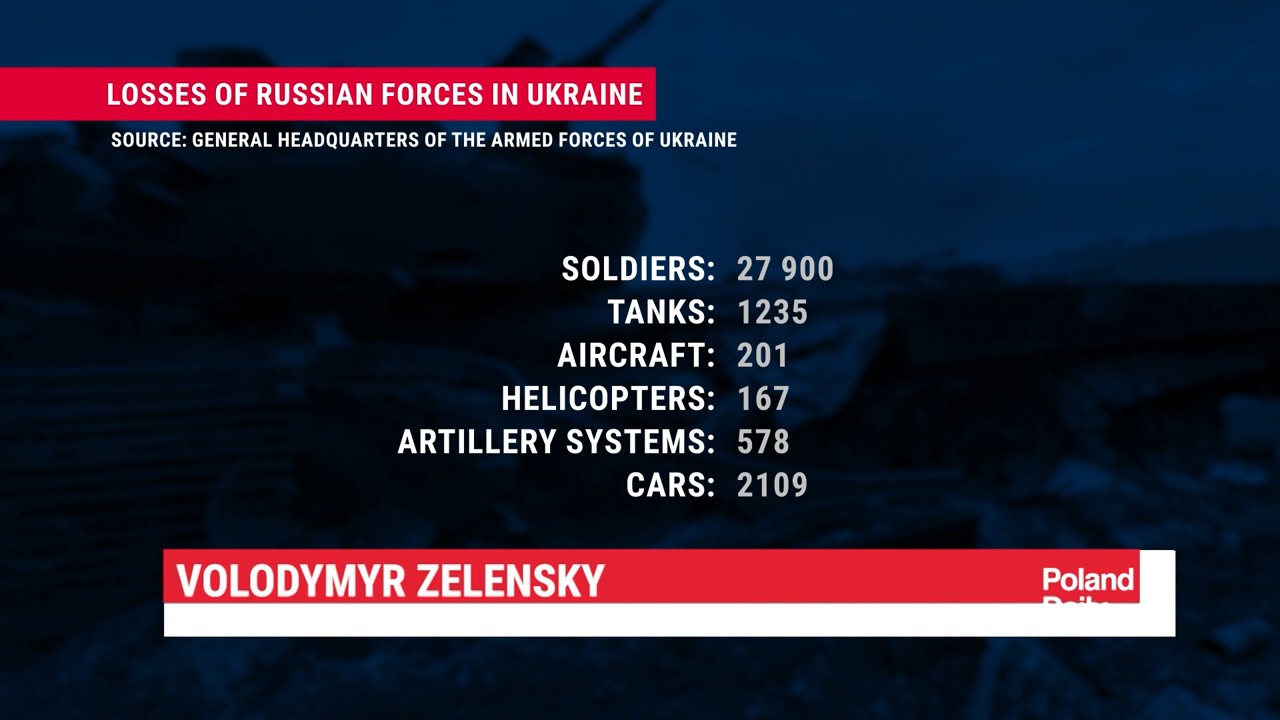 LOSSES OF RUSSIAN FORCES IN UKRAINE
SOURCE: GENERAL HEADQUARTERS OF THE ARMED FORCES OF UKRAINE
SOLDIERS: 27 900
TANKS: 1235
AIRCRAFT: 201
HELICOPTERS: 167
ARTILLERY SYSTEMS: 578
CARS: 2109
VOLODYMYR ZELENSKY
Poland